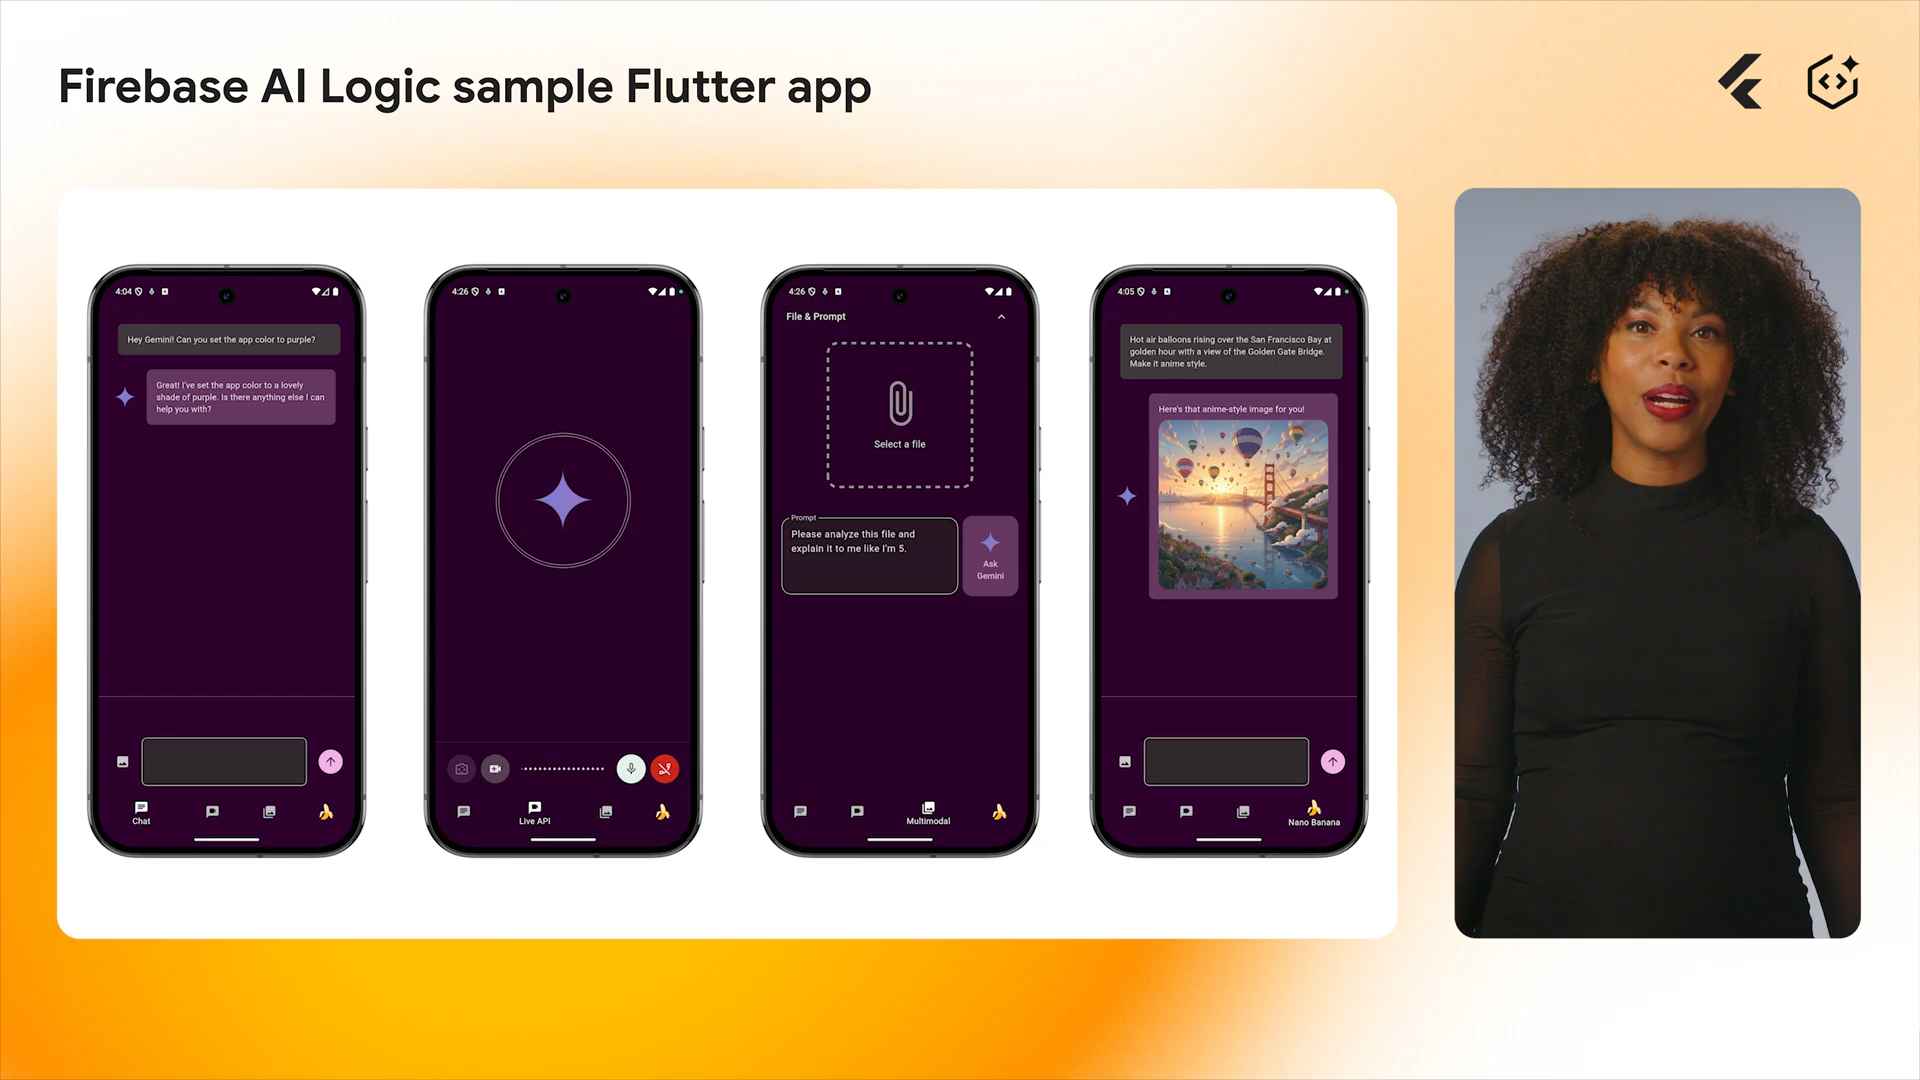 Firebase AI Logic sample Flutter app
4:04
Hey Gemini! Can you set the app color to purple?
Great! I've set the app color to a lovely
shade of purple. Is there anything else I can
help you with?
Chat
4:26
Live API
4:26
File & Prompt
Select a file
Prompt
Please analyze this file and
explain it to me like I'm 5.
Ask
Gemini
Multimodal
4:05
Hot air balloons rising over the San Francisco Bay at
golden hour with a view of the Golden Gate Bridge.
Make it anime style.
Here's that anime-style image for you!
Nano Banana